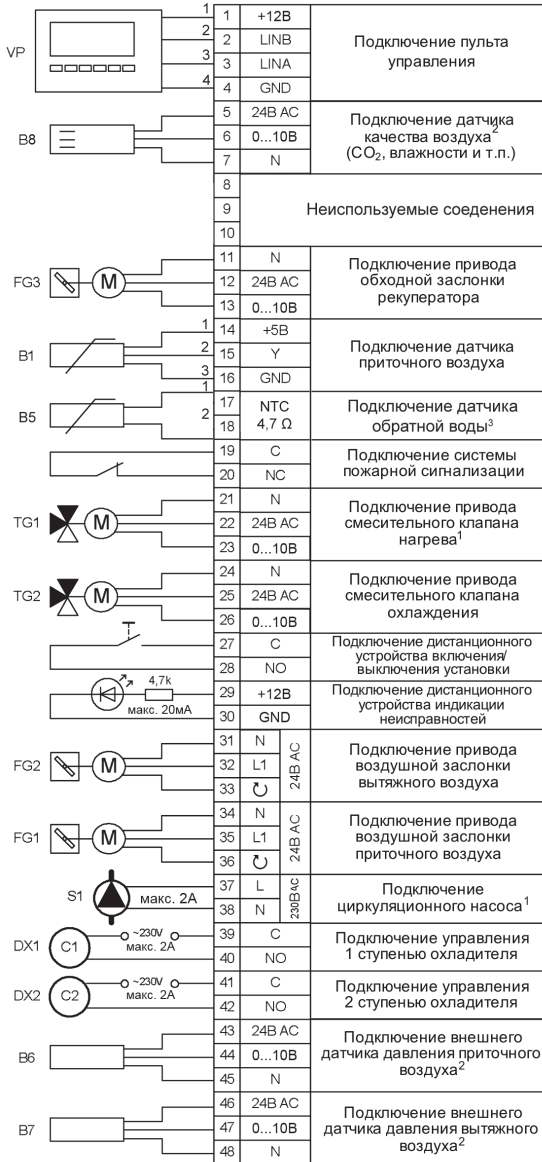 VP
1 1 +12В
2 2 LINB
3 3 LINA
4 4 GND
Подключение пульта
управления
B8
5 24В AC
6 0...10В
7 N
Подключение датчика
качества воздуха²
(CO₂, влажности и т.п.)
8
9
10
Неиспользуемые соеденения
FG3
M
11 N
12 24В AC
13 0...10В
Подключение привода
обходной заслонки
рекуператора
B1
1 14 +5В
2 15 Y
3 16 GND
Подключение датчика
приточного воздуха
B5
1 17 NTC
2 18 4,7 Ω
Подключение датчика
обратной воды³
19 C
20 NC
Подключение системы
пожарной сигнализации
TG1
M
21 N
22 24В AC
23 0...10В
Подключение привода
смесительного клапана
нагрева¹
TG2
M
24 N
25 24В AC
26 0...10В
Подключение привода
смесительного клапана
охлаждения
27 C
28 NO
Подключение дистанционного
устройства включения/
выключения установки
4,7k
макс. 20мА
29 +12В
30 GND
Подключение дистанционного
устройства индикации
неисправностей
FG2
M
31 N
32 L1
33 ↻
24В AC
Подключение привода
воздушной заслонки
вытяжного воздуха
FG1
M
34 N
35 L1
36 ↻
24В AC
Подключение привода
воздушной заслонки
приточного воздуха
S1
макс. 2А
37 L
38 N
230В AC
Подключение
циркуляционного насоса¹
DX1
C1
~230V
макс. 2А
39 C
40 NO
Подключение управления
1 ступенью охладителя
DX2
C2
~230V
макс. 2А
41 C
42 NO
Подключение управления
2 ступенью охладителя
B6
43 24В AC
44 0...10В
45 N
Подключение внешнего
датчика давления приточного
воздуха²
B7
46 24В AC
47 0...10В
48 N
Подключение внешнего
датчика давления вытяжного
воздуха²